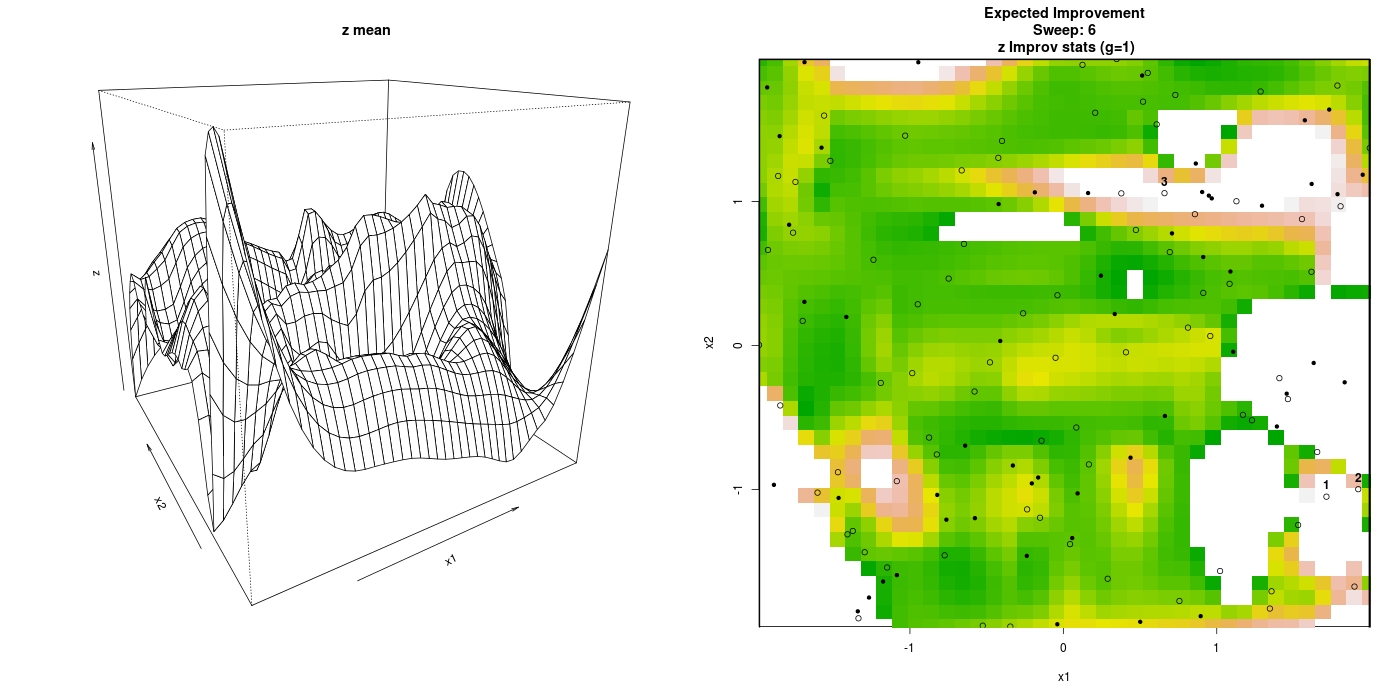 z mean
z
x2
x1
Expected Improvement
Sweep: 6
z Improv stats (g=1)
x2
1
0
-1
3
1
2
-1
0
1
x1